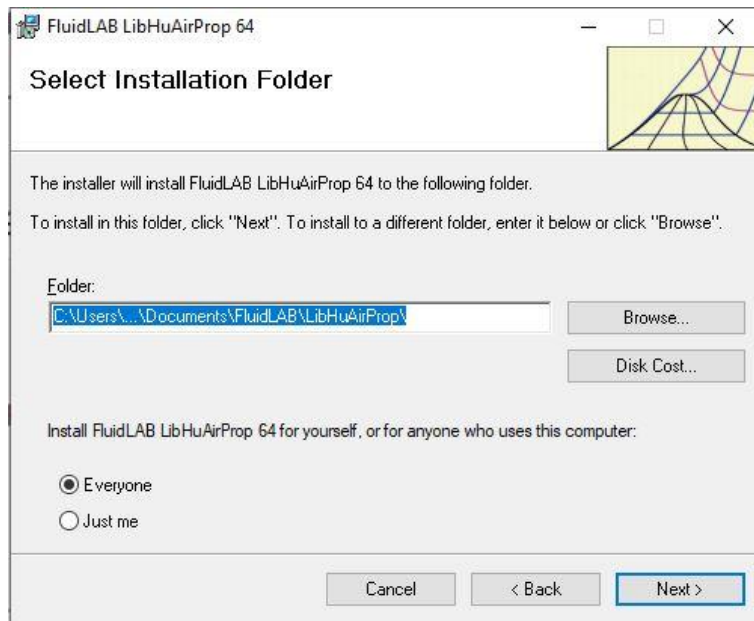 FluidLAB LibHuAirProp 64
Select Installation Folder
The installer will install FluidLAB LibHuAirProp 64 to the following folder.
To install in this folder, click "Next". To install to a different folder, enter it below or click "Browse".
Folder:
C:\Users\...\Documents\FluidLAB\LibHuAirProp\
Browse...
Disk Cost...
Install FluidLAB LibHuAirProp 64 for yourself, or for anyone who uses this computer:
Everyone
Just me
Cancel
< Back
Next >